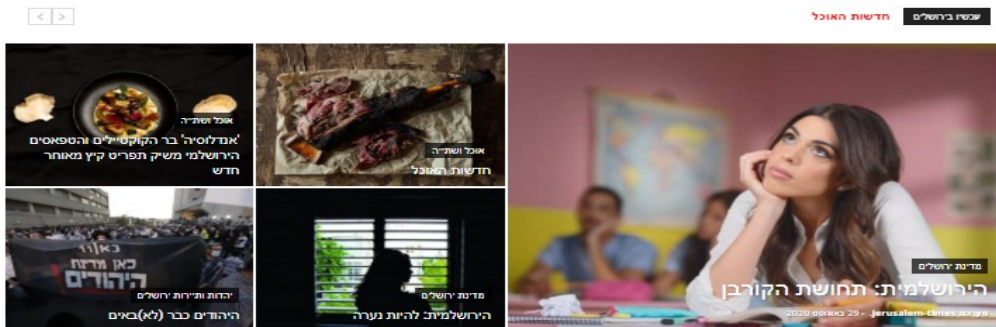 עכשיו בירושלים
חדשות האוכל
< >
מדינת ירושלים
הירושלמית: תחושת הקורבן
מערכת Jerusalem-times. - 29 באוגוסט 2020
אוכל ושתייה
חדשות האוכל
אוכל ושתייה
'אנדלוסיה' בר הקוקטיילים והטפאסים
הירושלמי משיק תפריט קיץ מאוחר
חדש
מדינת ירושלים
הירושלמית: להיות נערה
כאן 11
כאן מדינת
היהודים
יהדות ותיירות ירושלים
היהודים כבר (לא)באים